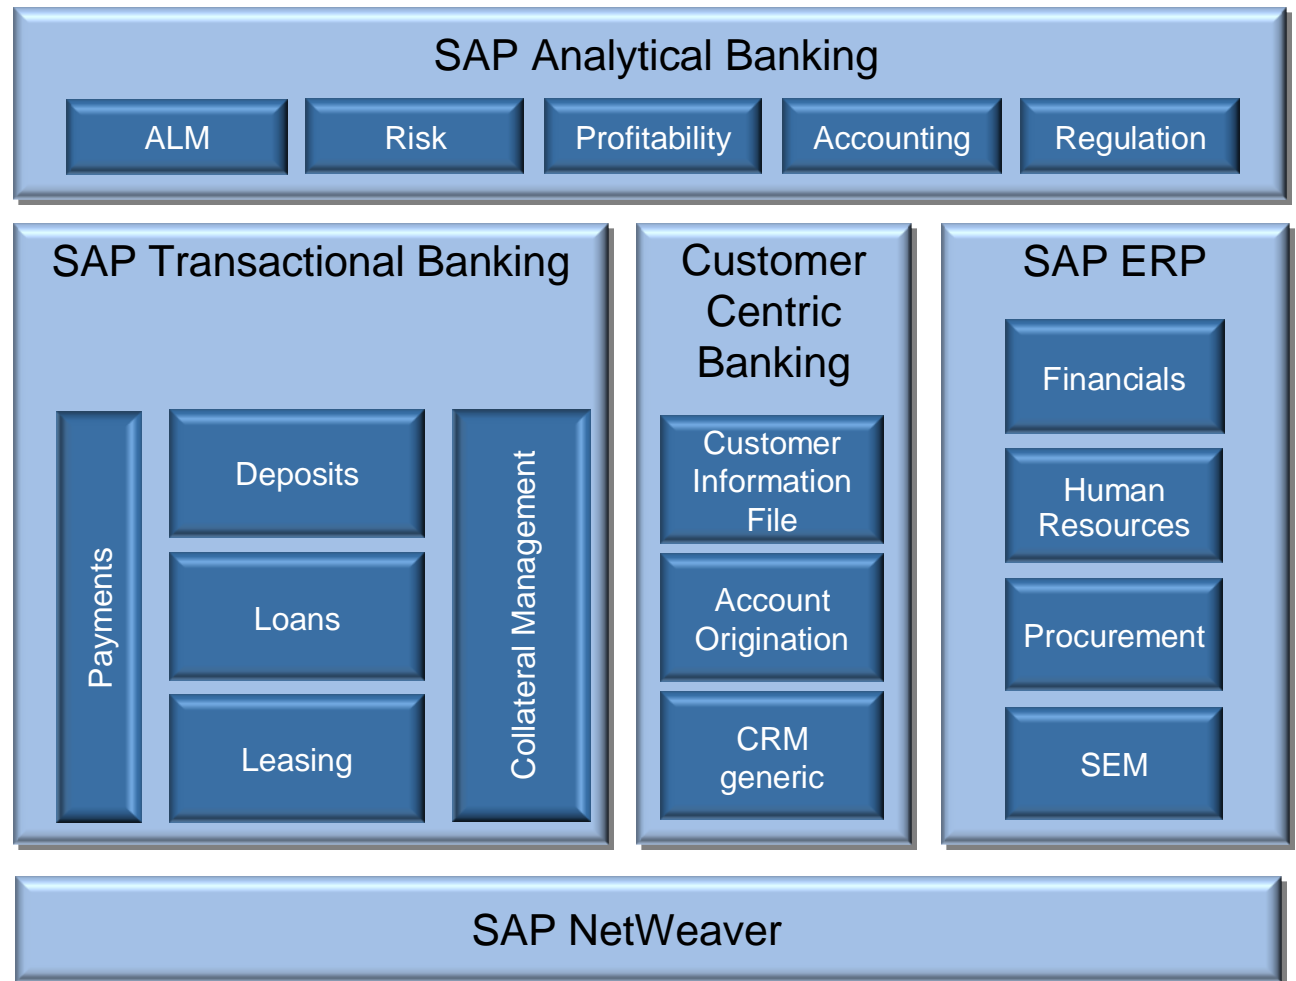 SAP Analytical Banking
ALM
Risk
Profitability
Accounting
Regulation
SAP Transactional Banking
Payments
Deposits
Loans
Leasing
Collateral Management
Customer
Centric
Banking
Customer
Information
File
Account
Origination
CRM
generic
SAP ERP
Financials
Human
Resources
Procurement
SEM
SAP NetWeaver